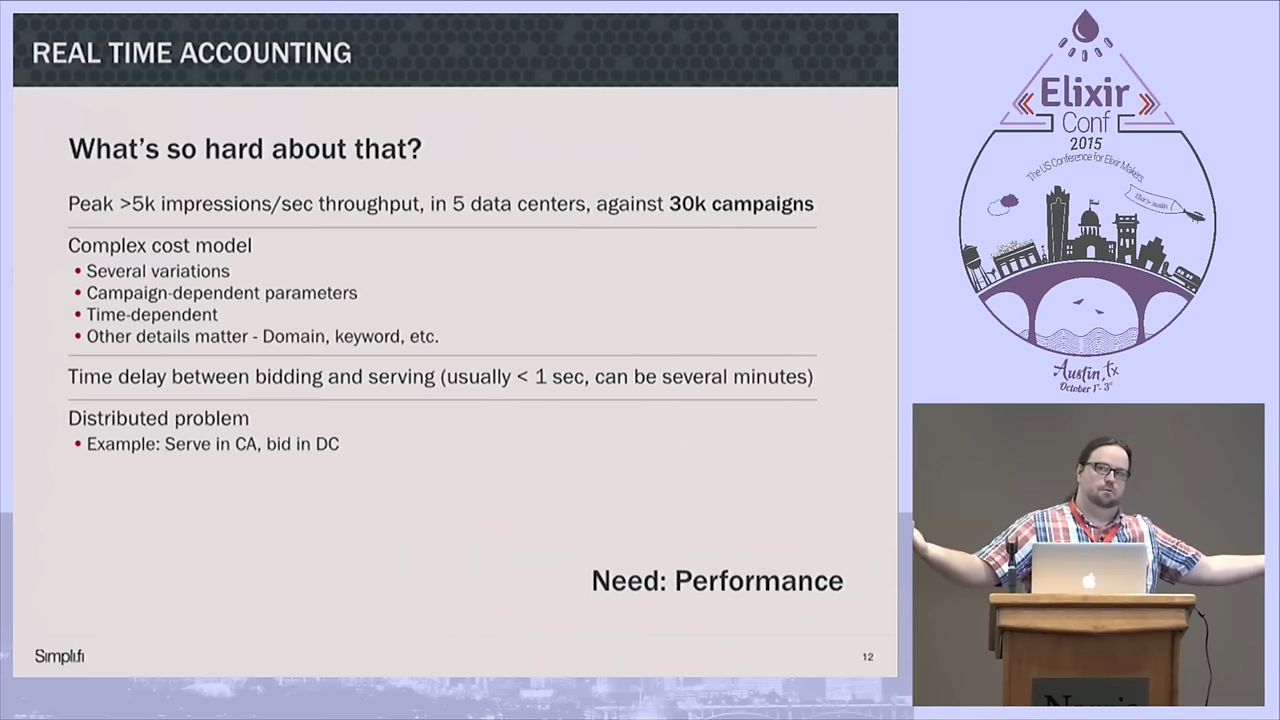 REAL TIME ACCOUNTING
What's so hard about that?
Peak >5k impressions/sec throughput, in 5 data centers, against 30k campaigns
Complex cost model
• Several variations
• Campaign-dependent parameters
• Time-dependent
• Other details matter - Domain, keyword, etc.
Time delay between bidding and serving (usually < 1 sec, can be several minutes)
Distributed problem
• Example: Serve in CA, bid in DC
Need: Performance
Simpli.fi
12
Elixir
Conf
2015
The US Conference for Elixir Makers
Austin, TX
October 1st - 3rd